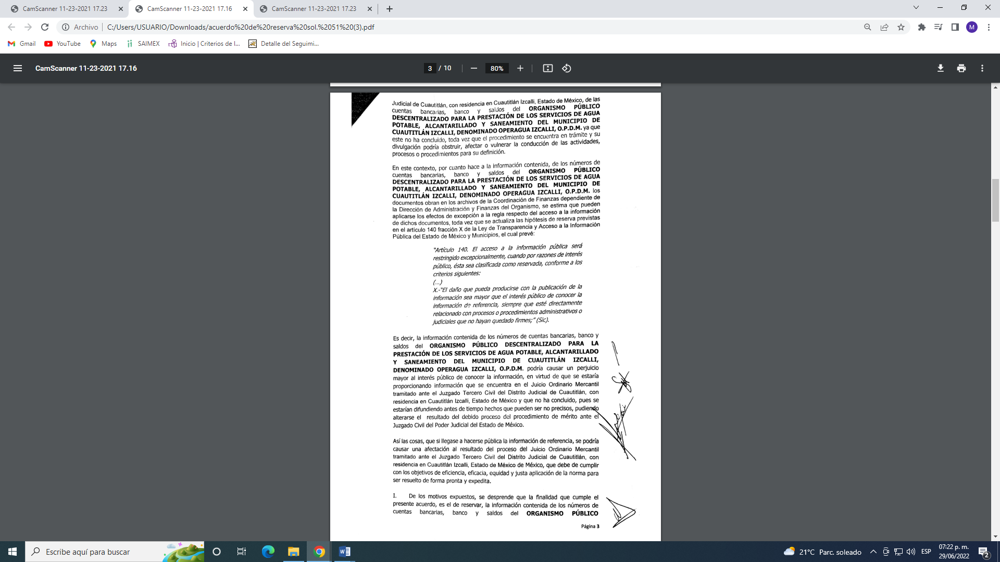 CamScanner 11-23-2021 17.23
CamScanner 11-23-2021 17.16
CamScanner 11-23-2021 17.23
Archivo
C:/Users/USUARIO/Downloads/acuerdo%20de%20reserva%20sol.%2051%20(3).pdf
M
Gmail
YouTube
Maps
SAIMEX
Inicio | Criterios de I...
Detalle del Seguimi...
CamScanner 11-23-2021 17.16
3 / 10
80%
Judicial de Cuautitlán, con residencia en Cuautitlán Izcalli, Estado de México, de las
cuentas bancarias, banco y saldos del ORGANISMO PÚBLICO
DESCENTRALIZADO PARA LA PRESTACIÓN DE LOS SERVICIOS DE AGUA
POTABLE, ALCANTARILLADO Y SANEAMIENTO DEL MUNICIPIO DE
CUAUTITLÁN IZCALLI, DENOMINADO OPERAGUA IZCALLI, O.P.D.M. ya que
este no ha concluido, toda vez que el procedimiento se encuentra en trámite y su
divulgación podría obstruir, afectar o vulnerar la conducción de las actividades,
procesos o procedimientos para su definición.
En este contexto, por cuanto hace a la información contenida, de los números de
cuentas bancarias, banco y saldos del ORGANISMO PÚBLICO
DESCENTRALIZADO PARA LA PRESTACIÓN DE LOS SERVICIOS DE AGUA
POTABLE, ALCANTARILLADO Y SANEAMIENTO DEL MUNICIPIO DE
CUAUTITLÁN IZCALLI, DENOMINADO OPERAGUA IZCALLI, O.P.D.M. los
documentos obran en los archivos de la Coordinación de Finanzas dependiente de
la Dirección de Administración y Finanzas del Organismo, se estima que pueden
aplicarse los efectos de excepción a la regla respecto del acceso a la información
de dichos documentos, toda vez que se actualiza las hipótesis de reserva previstas
en el artículo 140 fracción X de la Ley de Transparencia y Acceso a la Información
Pública del Estado de México y Municipios, el cual prevé:
"Artículo 140. El acceso a la información pública será
restringido excepcionalmente, cuando por razones de interés
público, ésta sea clasificada como reservada, conforme a los
criterios siguientes:
(...)
X.-"El daño que pueda producirse con la publicación de la
información sea mayor que el interés público de conocer la
información de referencia, siempre que esté directamente
relacionado con procesos o procedimientos administrativos o
judiciales que no hayan quedado firmes;" (Sic).
Es decir, la información contenida de los números de cuentas bancarias, banco y
saldos del ORGANISMO PÚBLICO DESCENTRALIZADO PARA LA
PRESTACIÓN DE LOS SERVICIOS DE AGUA POTABLE, ALCANTARILLADO
Y SANEAMIENTO DEL MUNICIPIO DE CUAUTITLÁN IZCALLI,
DENOMINADO OPERAGUA IZCALLI, O.P.D.M. podría causar un perjuicio
mayor al interés público de conocer la información, en virtud de que se estaría
proporcionando información que se encuentra en el Juicio Ordinario Mercantil
tramitado ante el Juzgado Tercero Civil del Distrito Judicial de Cuautitlán, con
residencia en Cuautitlán Izcalli, Estado de México y que no ha concluido, pues se
estarían difundiendo antes de tiempo hechos que pueden ser no precisos, pudiendo
alterarse el resultado del debido proceso del procedimiento de mérito ante el
Juzgado Civil del Poder Judicial del Estado de México.
Así las cosas, que si llegase a hacerse pública la información de referencia, se podría
causar una afectación al resultado del proceso del Juicio Ordinario Mercantil
tramitado ante el Juzgado Tercero Civil del Distrito Judicial de Cuautitlán, con
residencia en Cuautitlán Izcalli, Estado de México de México, que debe de cumplir
con los objetivos de eficiencia, eficacia, equidad y justa aplicación de la norma para
ser resuelto de forma pronta y expedita.
I. De los motivos expuestos, se desprende que la finalidad que cumple el
presente acuerdo, es el de reservar, la información contenida de los números de
cuentas bancarias, banco y saldos del ORGANISMO PÚBLICO
Página 3
Escribe aquí para buscar
21°C Parc. soleado
ESP
07:22 p. m.
29/06/2022
2